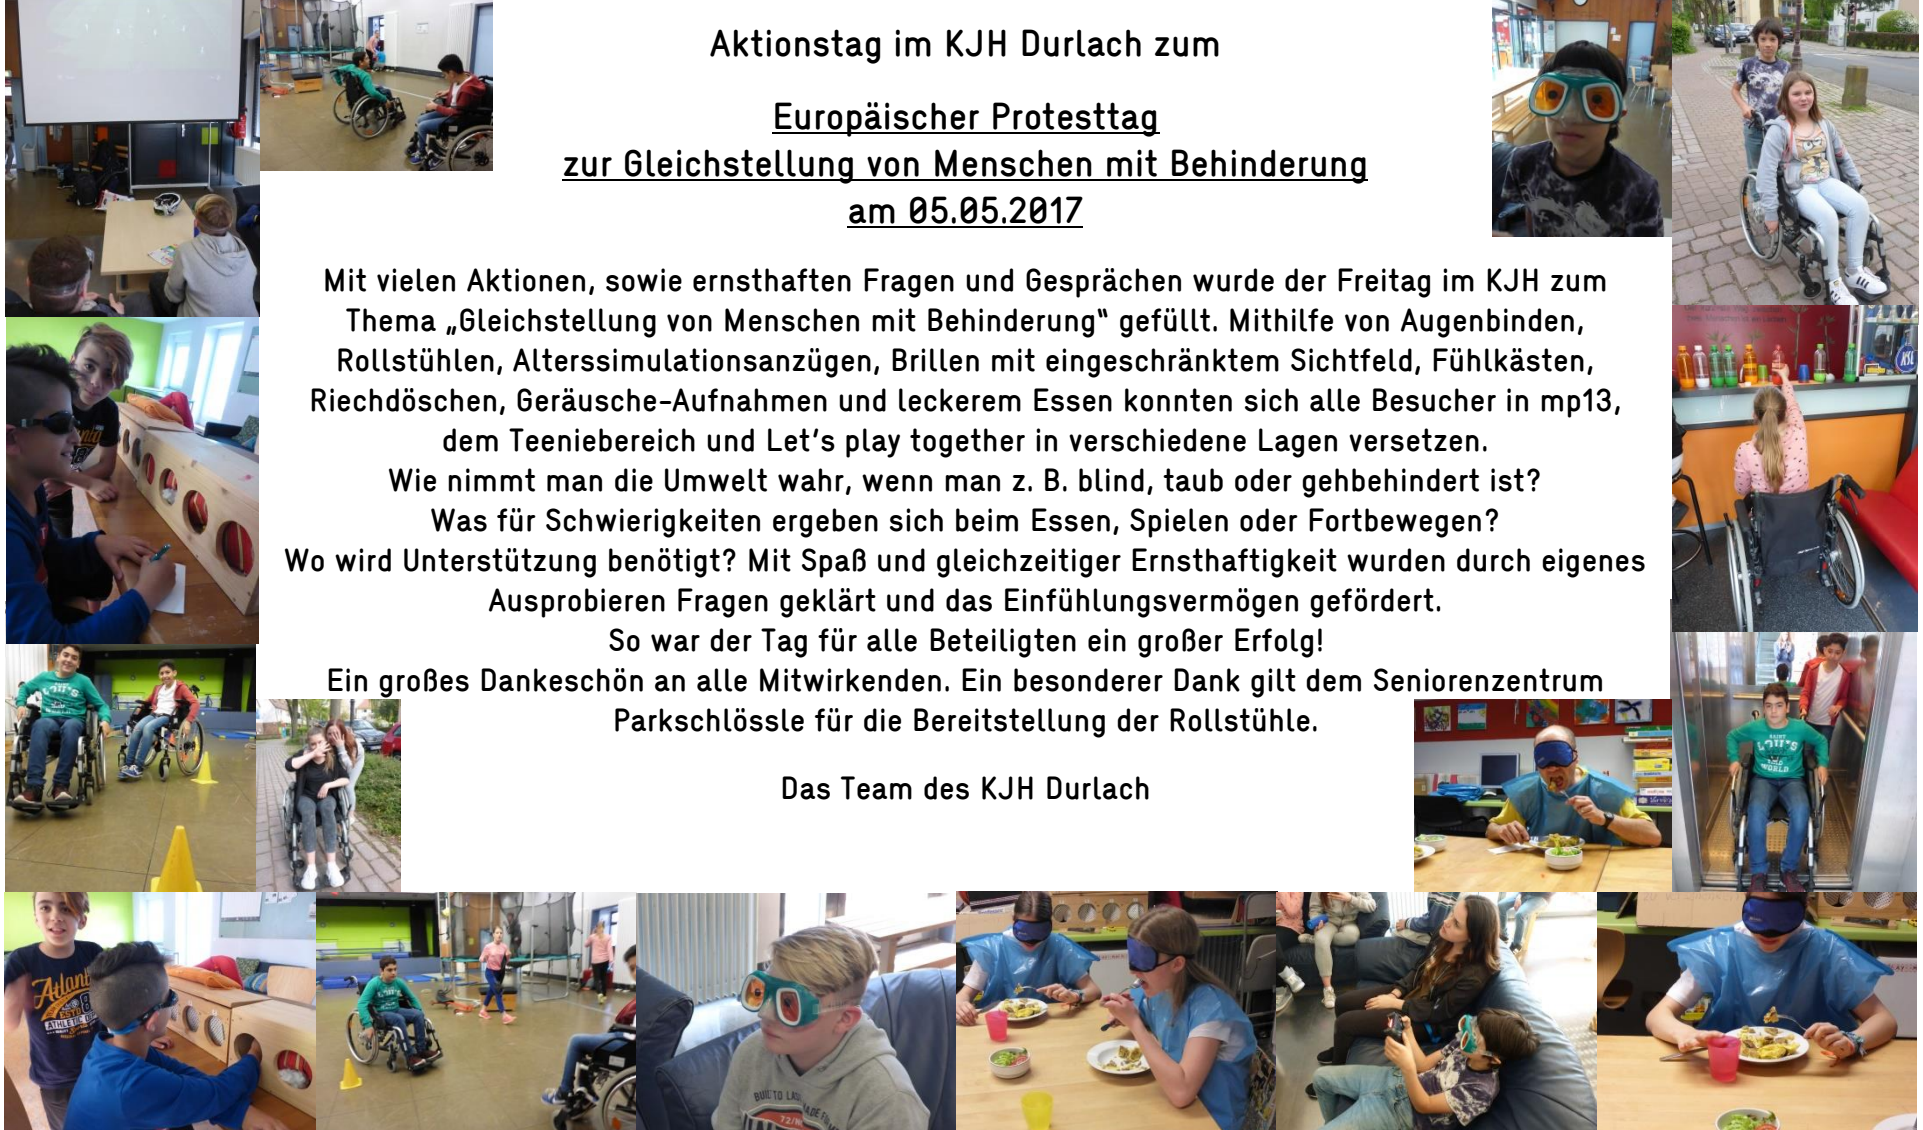 Aktionstag im KJH Durlach zum
Europäischer Protesttag
zur Gleichstellung von Menschen mit Behinderung
am 05.05.2017
Mit vielen Aktionen, sowie ernsthaften Fragen und Gesprächen wurde der Freitag im KJH zum
Thema „Gleichstellung von Menschen mit Behinderung“ gefüllt. Mithilfe von Augenbinden,
Rollstühlen, Alterssimulationsanzügen, Brillen mit eingeschränktem Sichtfeld, Fühlkästen,
Riechdöschen, Geräusche-Aufnahmen und leckerem Essen konnten sich alle Besucher in mp13,
dem Teeniebereich und Let’s play together in verschiedene Lagen versetzen.
Wie nimmt man die Umwelt wahr, wenn man z. B. blind, taub oder gehbehindert ist?
Was für Schwierigkeiten ergeben sich beim Essen, Spielen oder Fortbewegen?
Wo wird Unterstützung benötigt? Mit Spaß und gleichzeitiger Ernsthaftigkeit wurden durch eigenes
Ausprobieren Fragen geklärt und das Einfühlungsvermögen gefördert.
So war der Tag für alle Beteiligten ein großer Erfolg!
Ein großes Dankeschön an alle Mitwirkenden. Ein besonderer Dank gilt dem Seniorenzentrum
Parkschlössle für die Bereitstellung der Rollstühle.
Das Team des KJH Durlach
LOUI'S
WORLD
Atlant
ATHLETIC
BUILT TO LAS